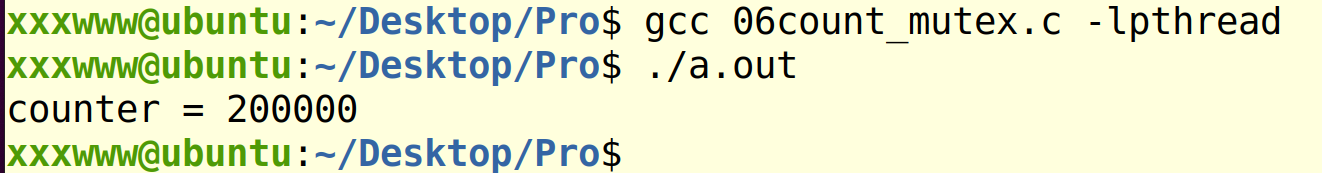 xxxwww@ubuntu:~/Desktop/Pro$ gcc 06count_mutex.c -lpthread
xxxwww@ubuntu:~/Desktop/Pro$ ./a.out
counter = 200000
xxxwww@ubuntu:~/Desktop/Pro$